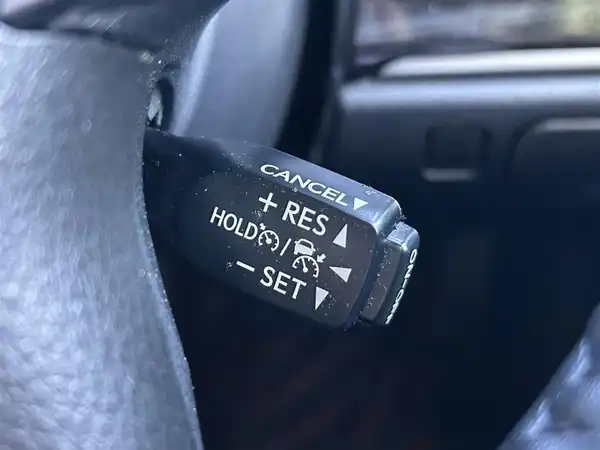 CANCEL▼
+ RES ▲
HOLD / ◀
− SET ▼
ON-OFF